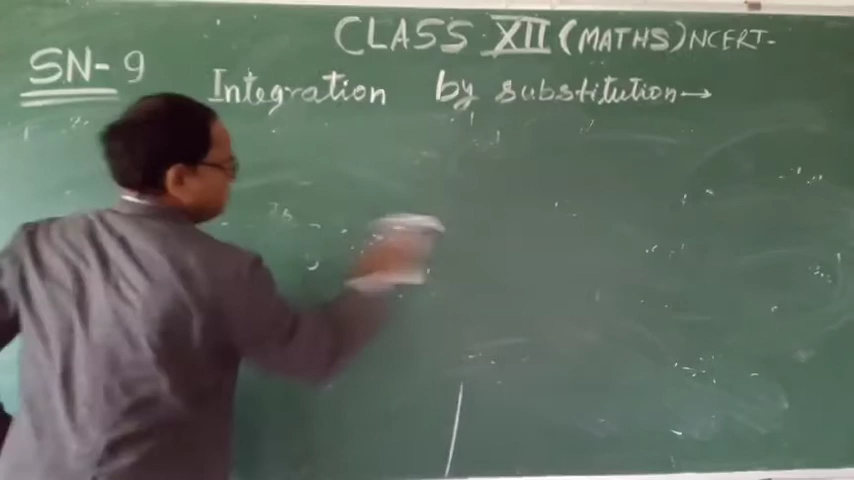 CLASS XII (MATHS) NCERT-
SN-9
Integration by substitution→